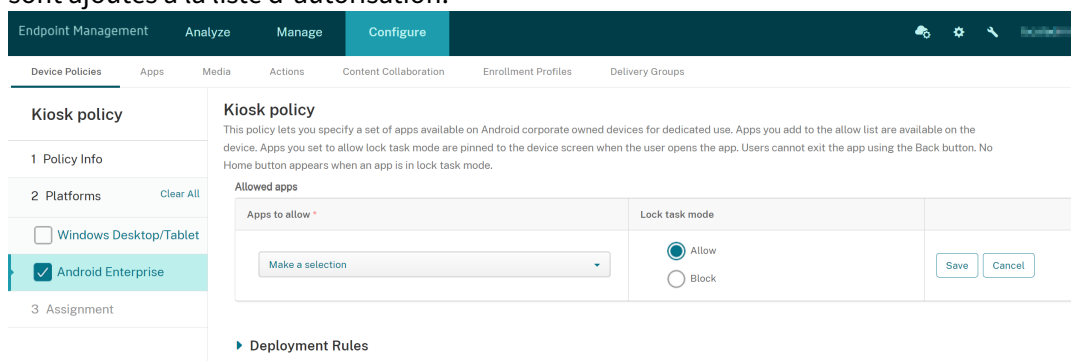 sont ajoutés à la liste d'autorisation.
Endpoint Management Analyze Manage Configure
Device Policies Apps Media Actions Content Collaboration Enrollment Profiles Delivery Groups
Kiosk policy
1 Policy Info
2 Platforms Clear All
Windows Desktop/Tablet
Android Enterprise
3 Assignment
Kiosk policy
This policy lets you specify a set of apps available on Android corporate owned devices for dedicated use. Apps you add to the allow list are available on the
device. Apps you set to allow lock task mode are pinned to the device screen when the user opens the app. Users cannot exit the app using the Back button. No
Home button appears when an app is in lock task mode.
Allowed apps
Apps to allow * Lock task mode
Make a selection
Allow
Block
Save Cancel
Deployment Rules